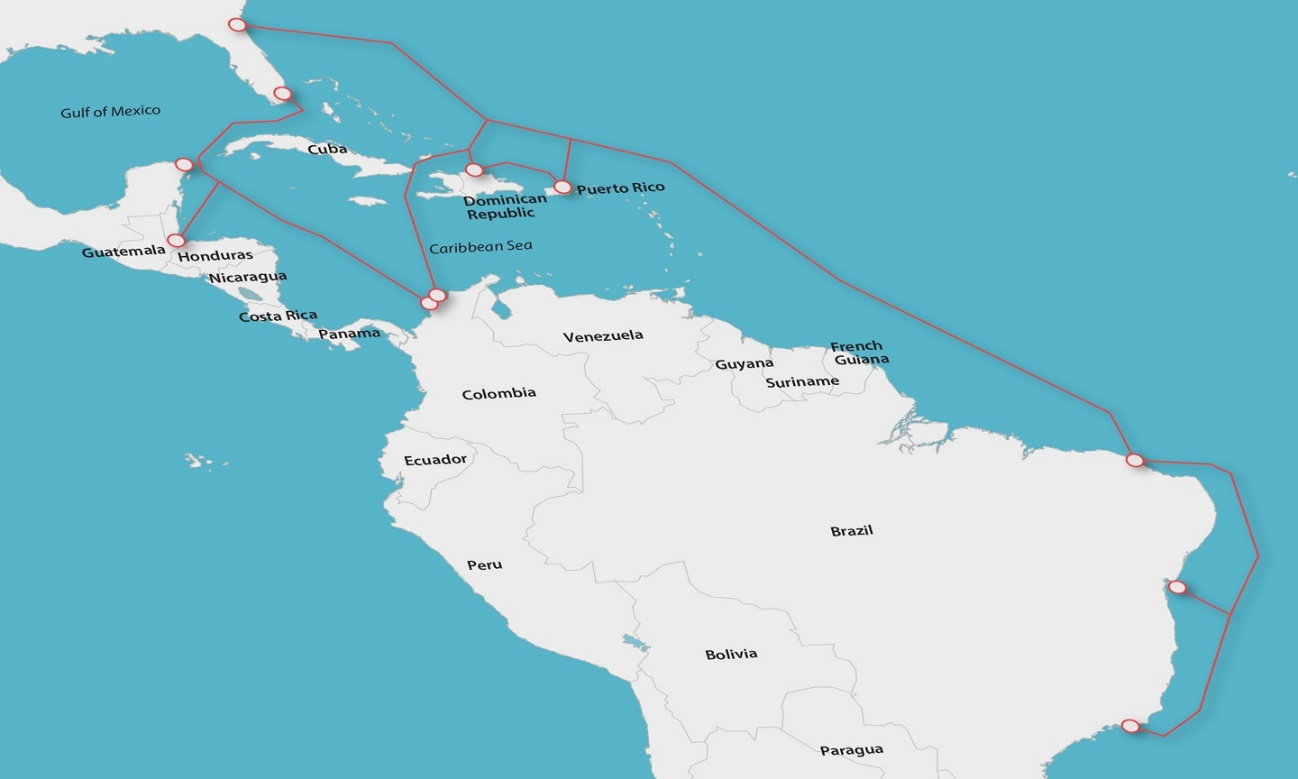 Gulf of Mexico
Cuba
Puerto Rico
Dominican
Republic
Caribbean Sea
Guatemala
Honduras
Nicaragua
Costa Rica
Panama
Venezuela
Guyana
French
Guiana
Suriname
Colombia
Ecuador
Brazil
Peru
Bolivia
Paragua